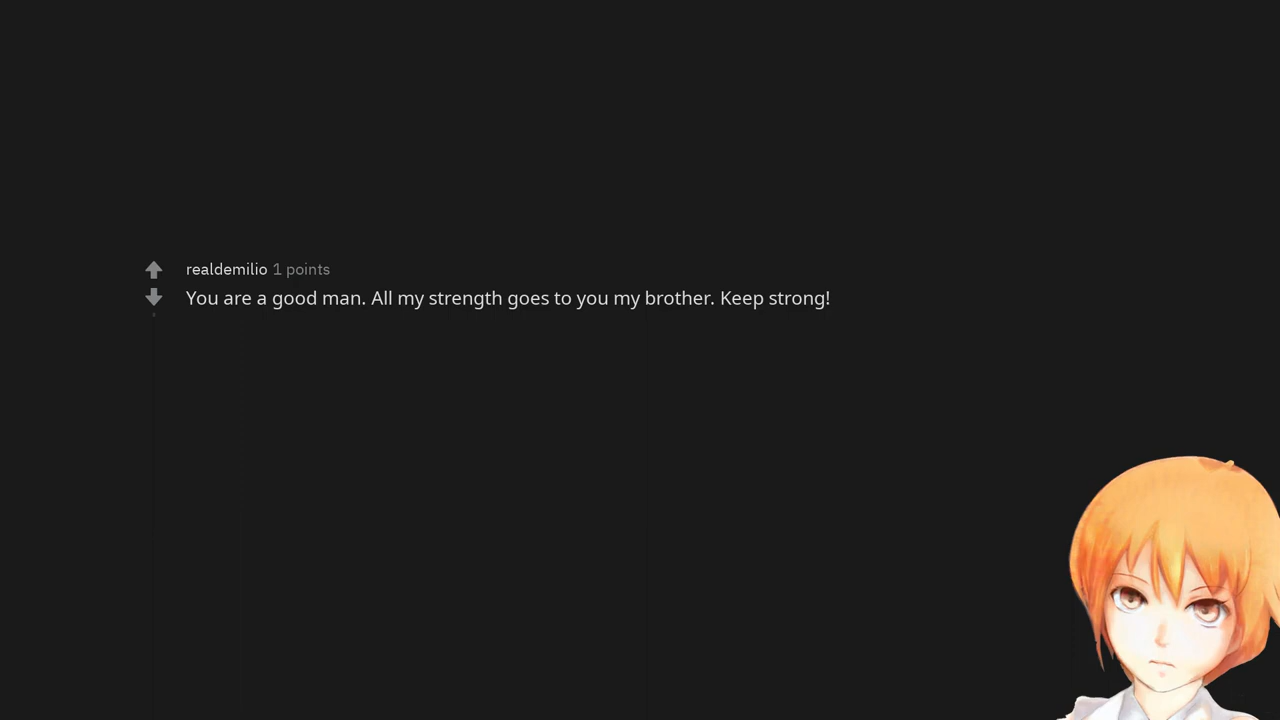 realdemilio 1 points
You are a good man. All my strength goes to you my brother. Keep strong!